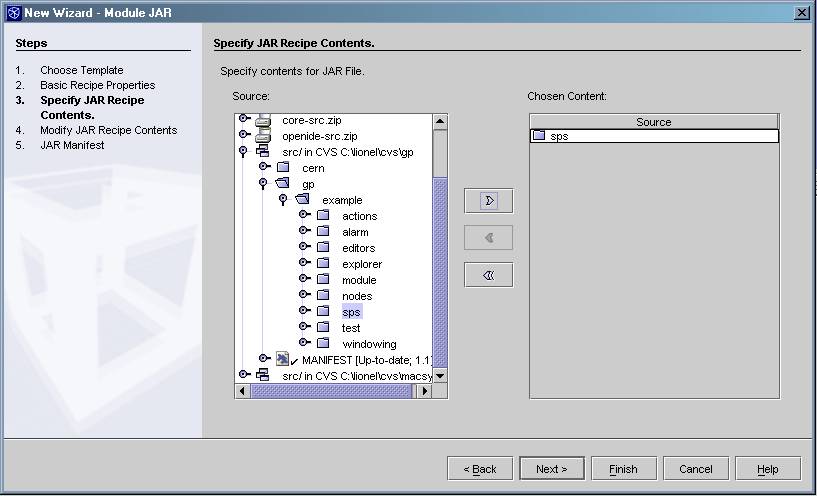 New Wizard - Module JAR
Steps
1. Choose Template
2. Basic Recipe Properties
3. Specify JAR Recipe
Contents.
4. Modify JAR Recipe Contents
5. JAR Manifest
Specify JAR Recipe Contents.
Specify contents for JAR File.
Source:
core-src.zip
openide-src.zip
src/ in CVS C:\lionel\cvs\gp
cern
gp
example
actions
alarm
editors
explorer
module
nodes
sps
test
windowing
MANIFEST [Up-to-date; 1.1
src/ in CVS C:\lionel\cvs\macsy
Chosen Content:
Source
sps
< Back
Next >
Finish
Cancel
Help